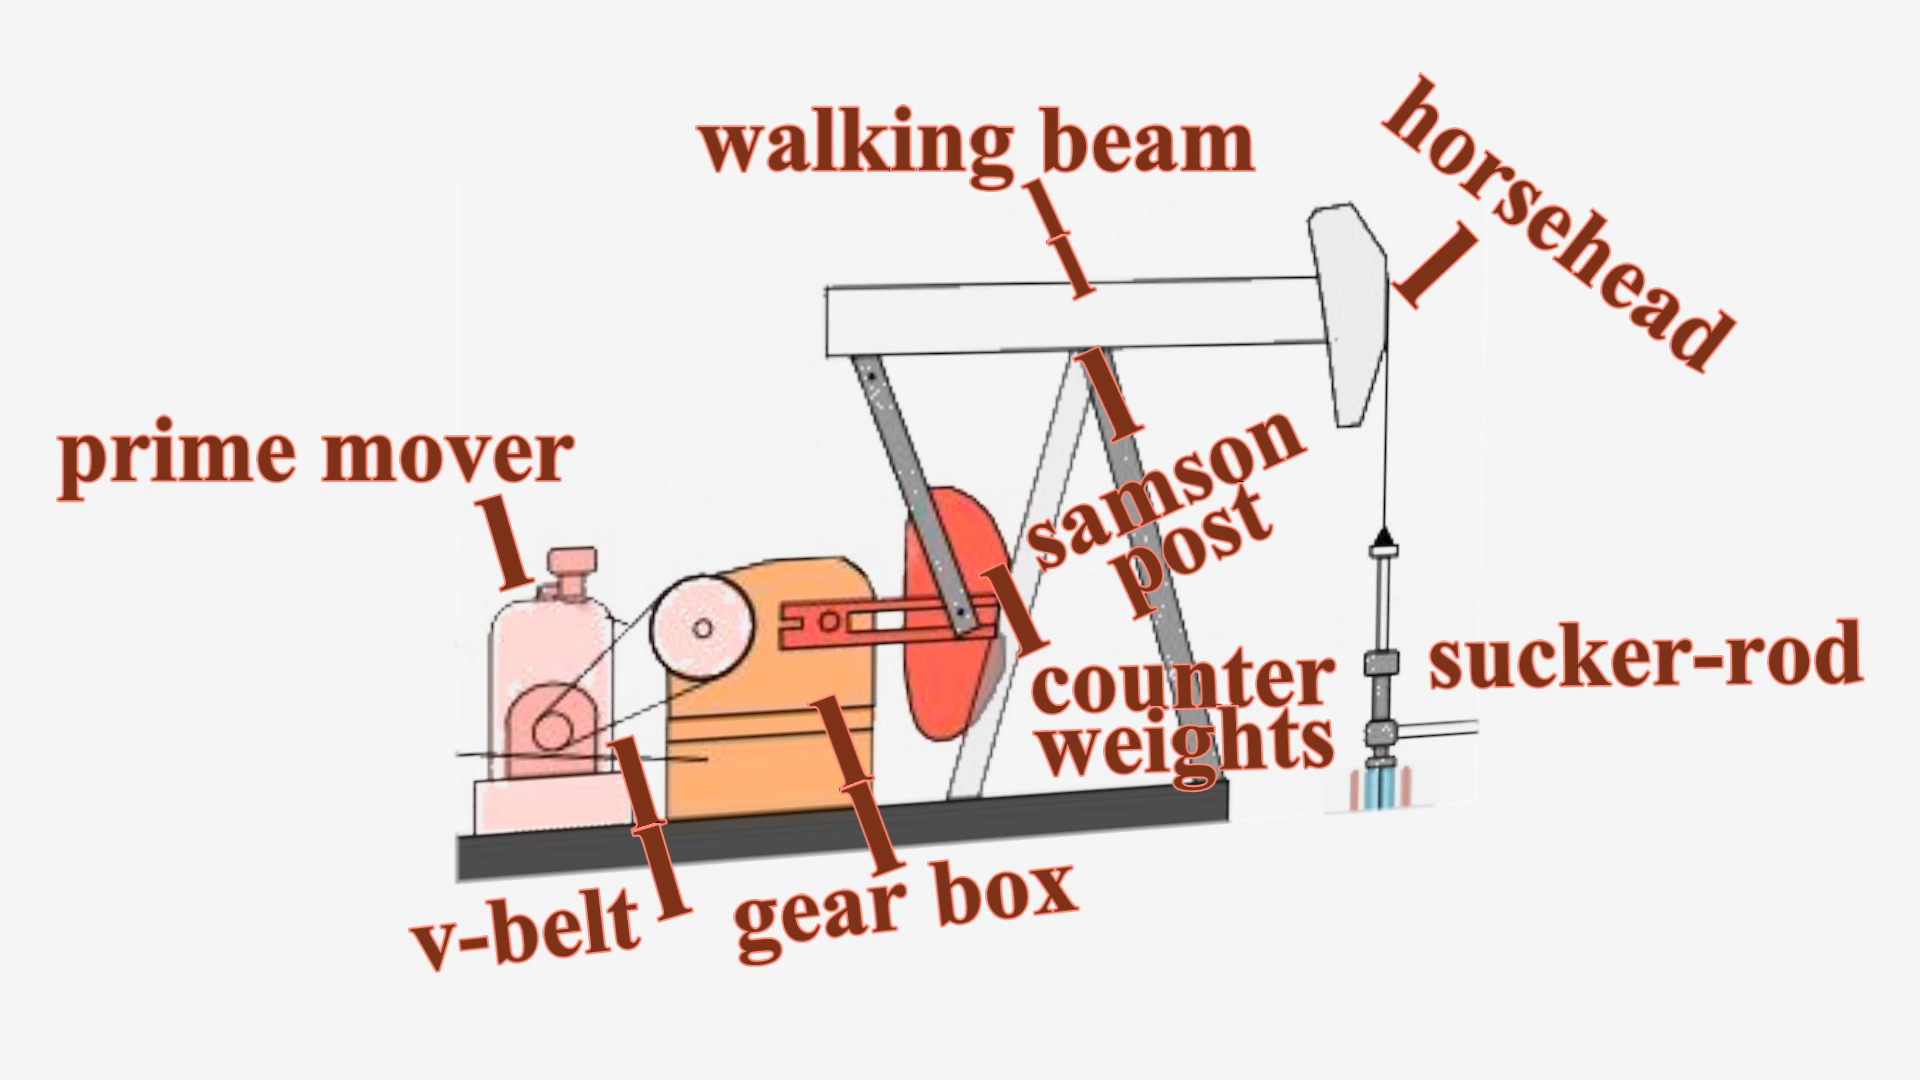 walking beam
horsehead
prime mover
samson
post
counter
weights
sucker-rod
v-belt
gear box